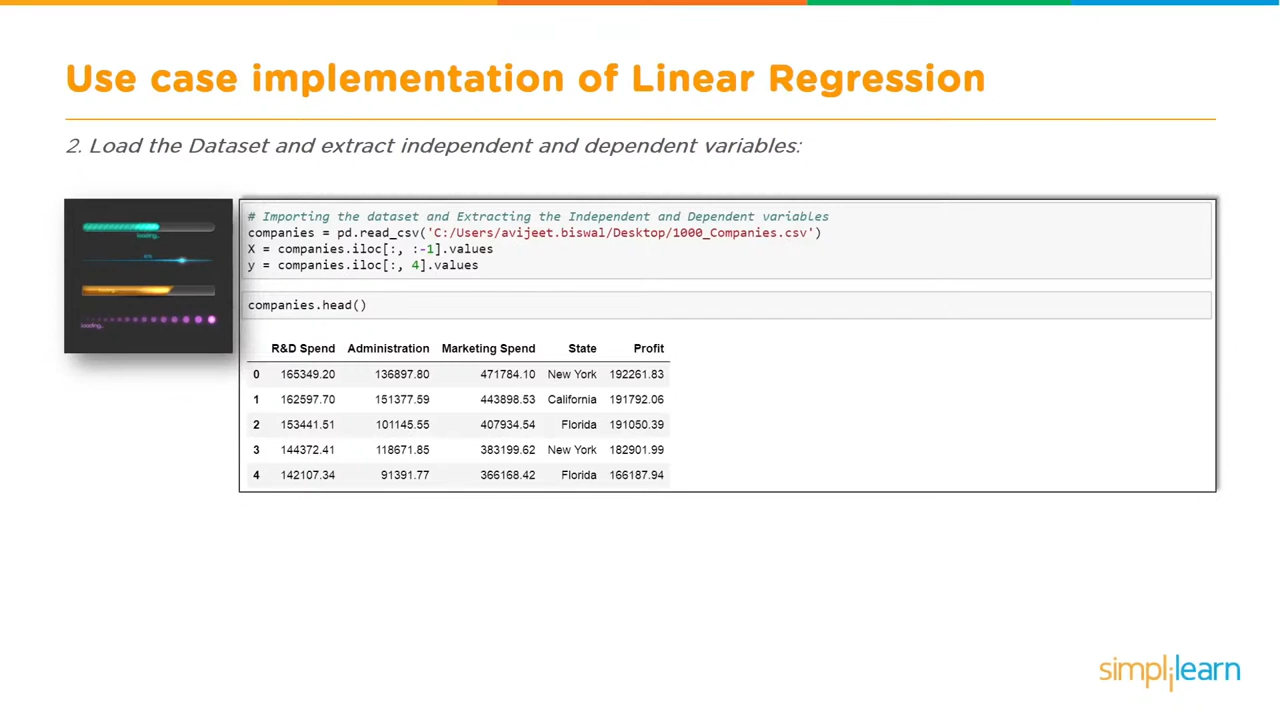 Use case implementation of Linear Regression
2. Load the Dataset and extract independent and dependent variables:
loading...
loading...
# Importing the dataset and Extracting the Independent and Dependent variables
companies = pd.read_csv('C:/Users/avijeet.biswal/Desktop/1000_Companies.csv')
X = companies.iloc[:, :-1].values
y = companies.iloc[:, 4].values
companies.head()
R&D Spend Administration Marketing Spend State Profit
0 165349.20 136897.80 471784.10 New York 192261.83
1 162597.70 151377.59 443898.53 California 191792.06
2 153441.51 101145.55 407934.54 Florida 191050.39
3 144372.41 118671.85 383199.62 New York 182901.99
4 142107.34 91391.77 366168.42 Florida 166187.94
simplilearn